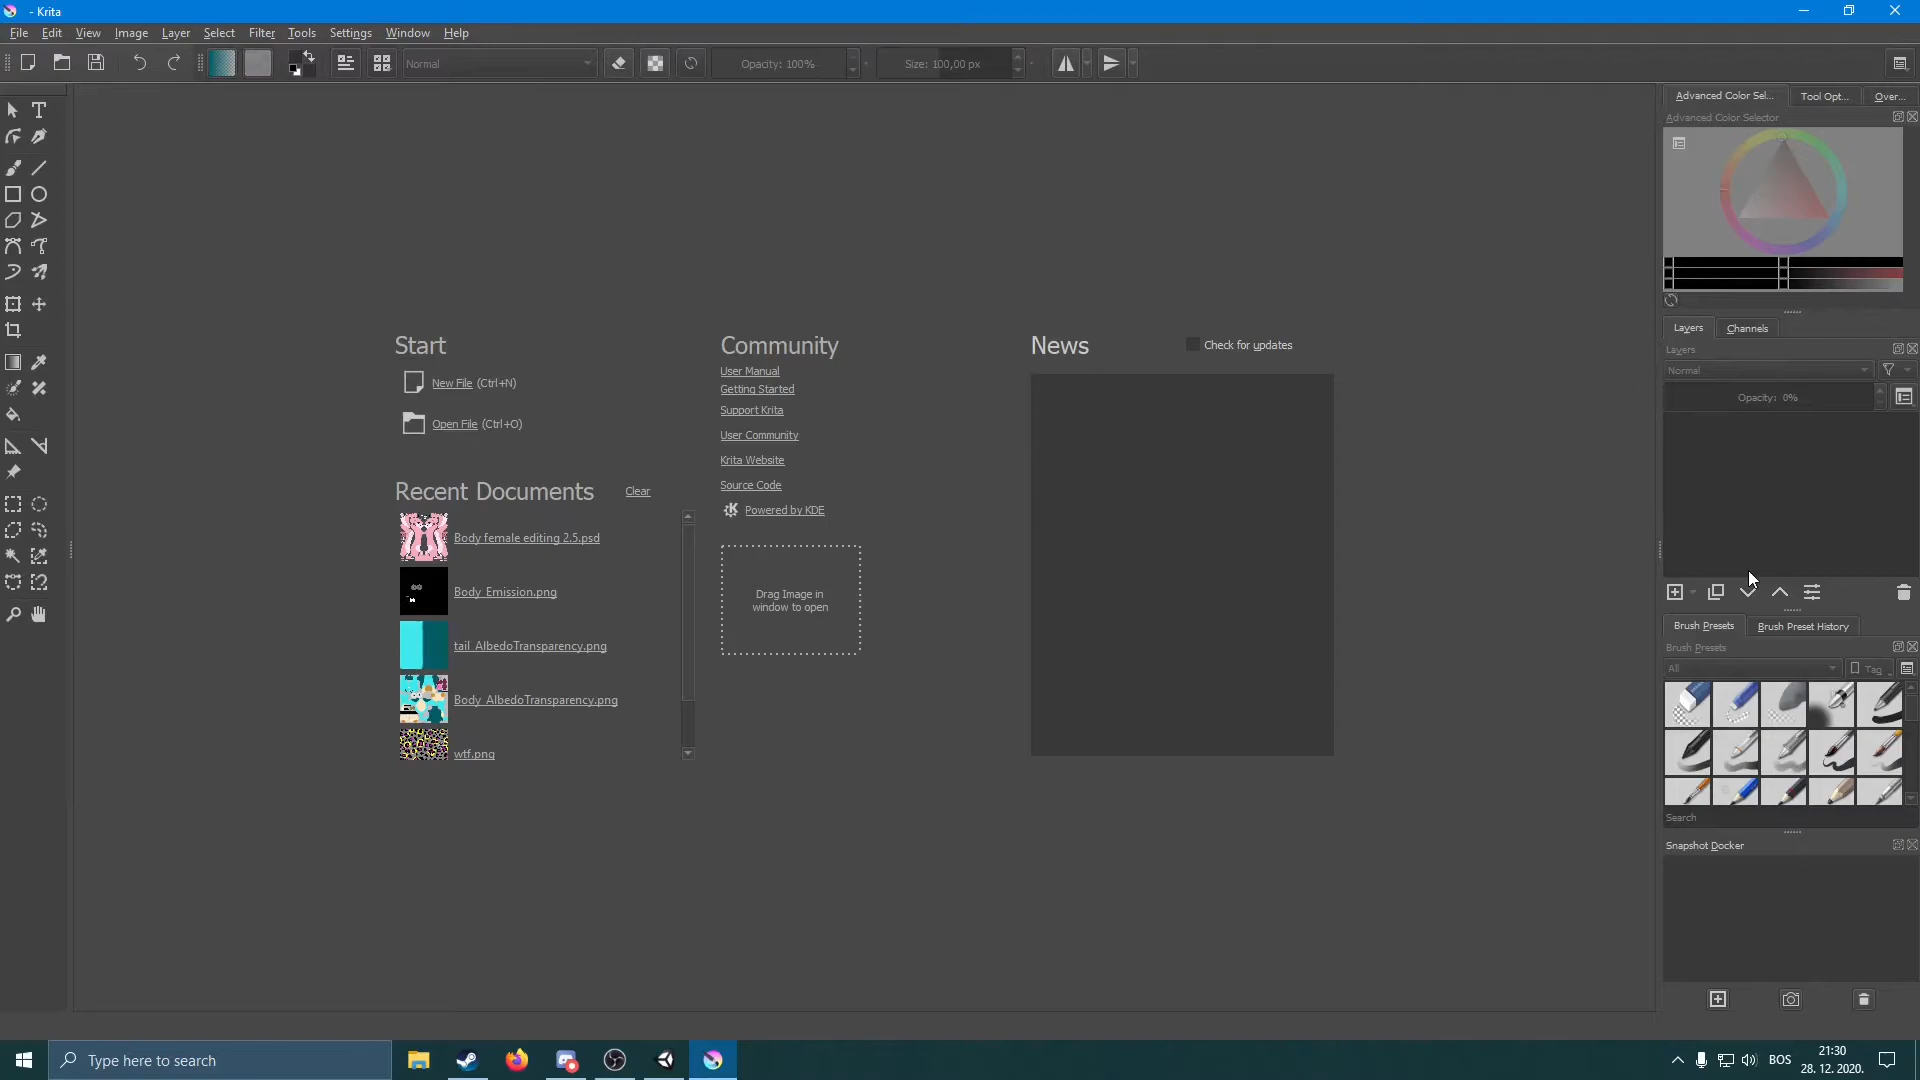 - Krita
File Edit View Image Layer Select Filter Tools Settings Window Help
Normal Opacity: 100% Size: 100,00 px
Advanced Color Sel... Tool Opt... Over...
Advanced Color Selector
Layers Channels
Layers
Normal
Opacity: 0%
Start
New File (Ctrl+N)
Open File (Ctrl+O)
Recent Documents Clear
Body female editing 2.5.psd
Body_Emission.png
tail_AlbedoTransparency.png
Body_AlbedoTransparency.png
wtf.png
Community
User Manual
Getting Started
Support Krita
User Community
Krita Website
Source Code
Powered by KDE
Drag Image in
window to open
News Check for updates
Brush Presets Brush Preset History
Brush Presets
All Tag
Search
Snapshot Docker
Type here to search
BOS
21:30
28. 12. 2020.